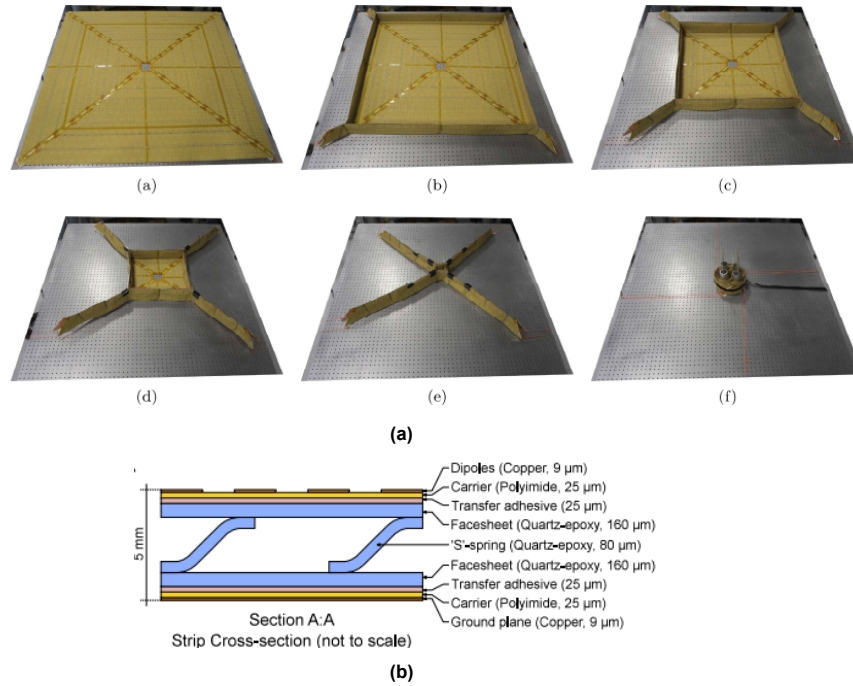 (a)
(b)
(c)
(d)
(e)
(f)
(a)
5 mm
Dipoles (Copper, 9 μm)
Carrier (Polyimide, 25 μm)
Transfer adhesive (25 μm)
Facesheet (Quartz-epoxy, 160 μm)
'S'-spring (Quartz-epoxy, 80 μm)
Facesheet (Quartz-epoxy, 160 μm)
Transfer adhesive (25 μm)
Carrier (Polyimide, 25 μm)
Ground plane (Copper, 9 μm)
Section A:A
Strip Cross-section (not to scale)
(b)